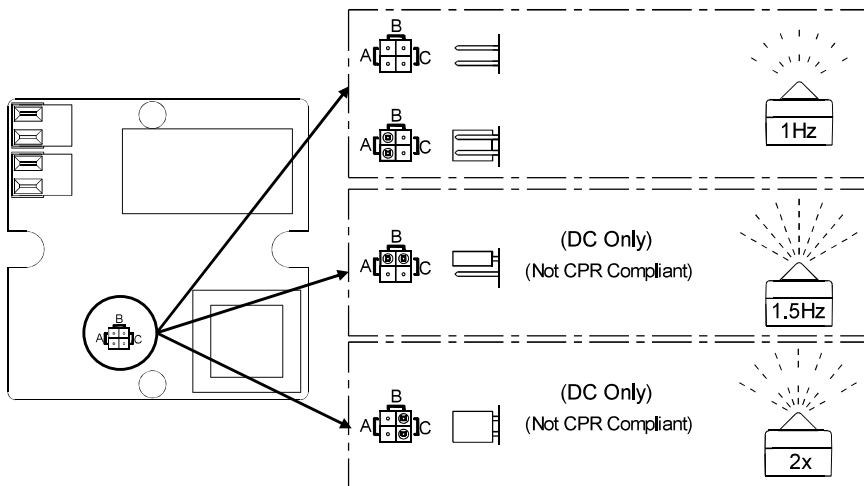 B
A C
B
A C
1Hz
B
A C
(DC Only)
(Not CPR Compliant)
1.5Hz
B
A C
B
A C
(DC Only)
(Not CPR Compliant)
2x